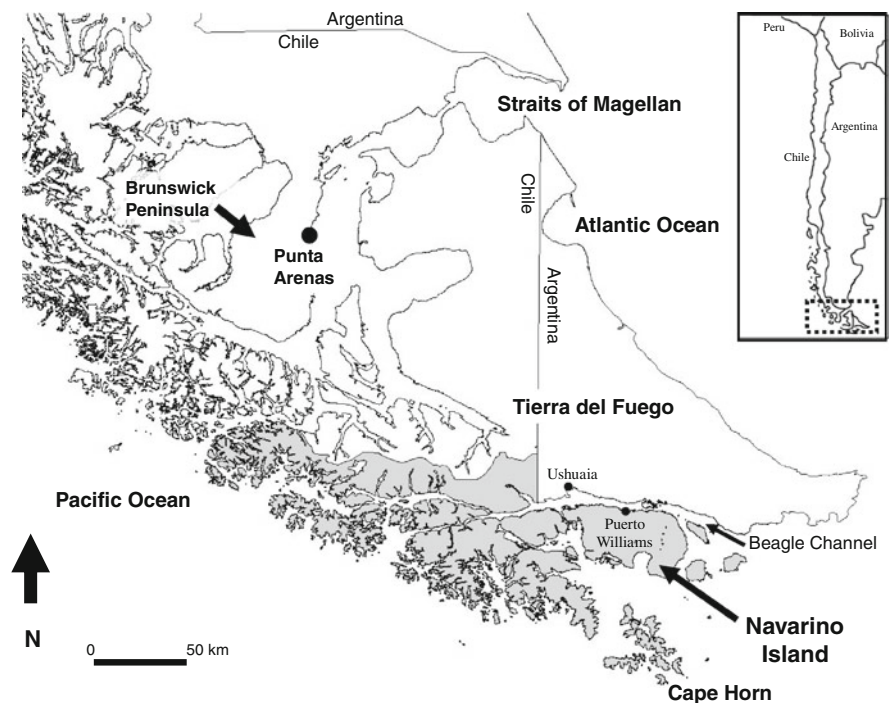 Argentina
Chile
Straits of Magellan
Brunswick
Peninsula
Punta
Arenas
Chile
Argentina
Atlantic Ocean
Tierra del Fuego
Ushuaia
Pacific Ocean
Puerto
Williams
Beagle Channel
Navarino
Island
Cape Horn
N
0
50 km
Peru
Bolivia
Argentina
Chile